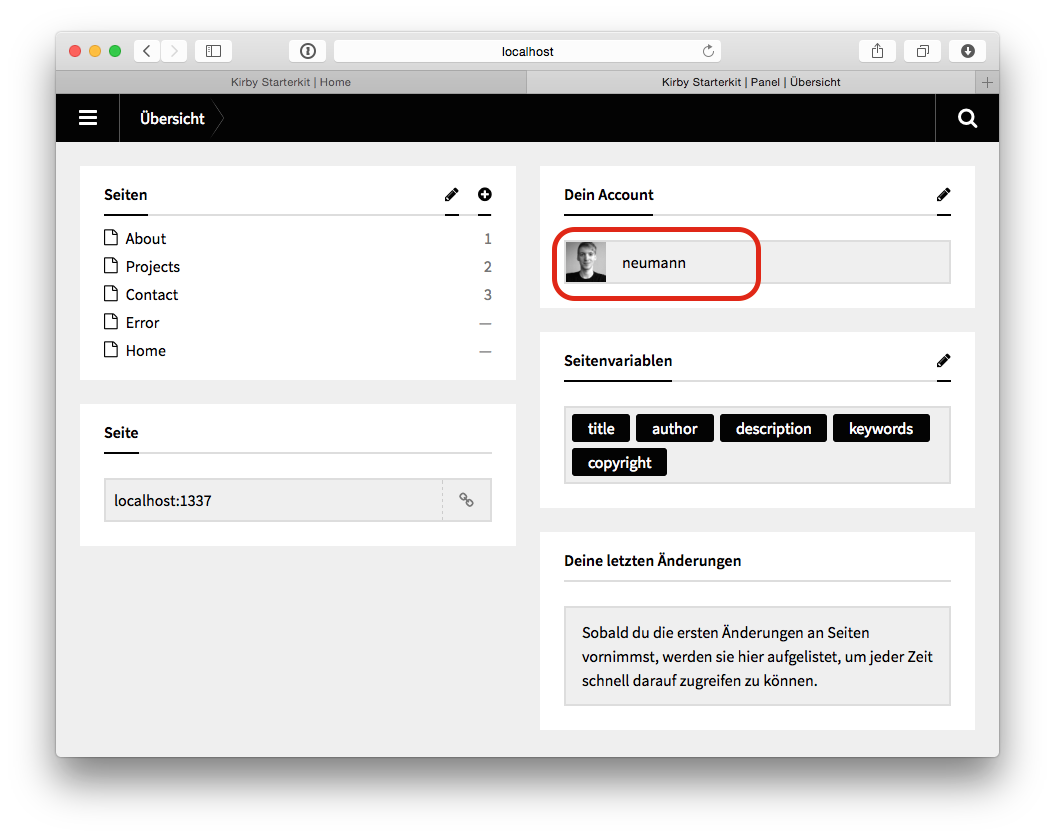 localhost
Kirby Starterkit | Home
Kirby Starterkit | Panel | Übersicht
Übersicht
Seiten
About 1
Projects 2
Contact 3
Error —
Home —
Seite
localhost:1337
Dein Account
neumann
Seitenvariablen
title author description keywords
copyright
Deine letzten Änderungen
Sobald du die ersten Änderungen an Seiten
vornimmst, werden sie hier aufgelistet, um jeder Zeit
schnell darauf zugreifen zu können.